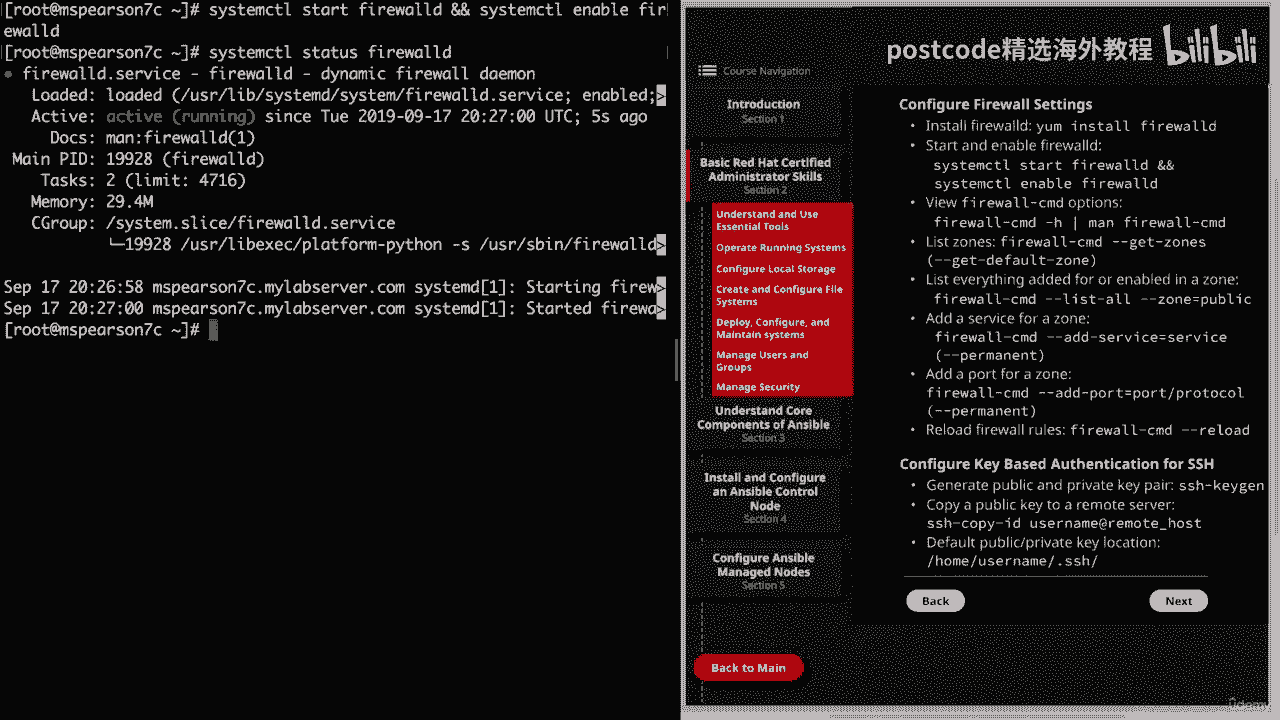 [root@mspearson7c ~]# systemctl start firewalld && systemctl enable fir
ewalld
[root@mspearson7c ~]# systemctl status firewalld
firewalld.service - firewalld - dynamic firewall daemon
Loaded: loaded (/usr/lib/systemd/system/firewalld.service; enabled;>
Active: active (running) since Tue 2019-09-17 20:27:00 UTC; 5s ago
Docs: man:firewalld(1)
Main PID: 19928 (firewalld)
Tasks: 2 (limit: 4716)
Memory: 29.4M
CGroup: /system.slice/firewalld.service
└─19928 /usr/libexec/platform-python -s /usr/sbin/firewalld>
Sep 17 20:26:58 mspearson7c.mylabserver.com systemd[1]: Starting firew>
Sep 17 20:27:00 mspearson7c.mylabserver.com systemd[1]: Started firewa>
[root@mspearson7c ~]#
postcode精选海外教程 bilibili
Course Navigation
Introduction
Section 1
Basic Red Hat Certified
Administrator Skills
Section 2
Understand and Use
Essential Tools
Operate Running Systems
Configure Local Storage
Create and Configure File
Systems
Deploy, Configure, and
Maintain systems
Manage Users and
Groups
Manage Security
Understand Core
Components of Ansible
Section 3
Install and Configure
an Ansible Control
Node
Section 4
Configure Ansible
Managed Nodes
Section 5
Back to Main
Configure Firewall Settings
• Install firewalld: yum install firewalld
• Start and enable firewalld:
systemctl start firewalld &&
systemctl enable firewalld
• View firewall-cmd options:
firewall-cmd -h | man firewall-cmd
• List zones: firewall-cmd --get-zones
(--get-default-zone)
• List everything added for or enabled in a zone:
firewall-cmd --list-all --zone=public
• Add a service for a zone:
firewall-cmd --add-service=service
(--permanent)
• Add a port for a zone:
firewall-cmd --add-port=port/protocol
(--permanent)
• Reload firewall rules: firewall-cmd --reload
Configure Key Based Authentication for SSH
• Generate public and private key pair: ssh-keygen
• Copy a public key to a remote server:
ssh-copy-id username@remote_host
• Default public/private key location:
/home/username/.ssh/
Back
Next
Udemy